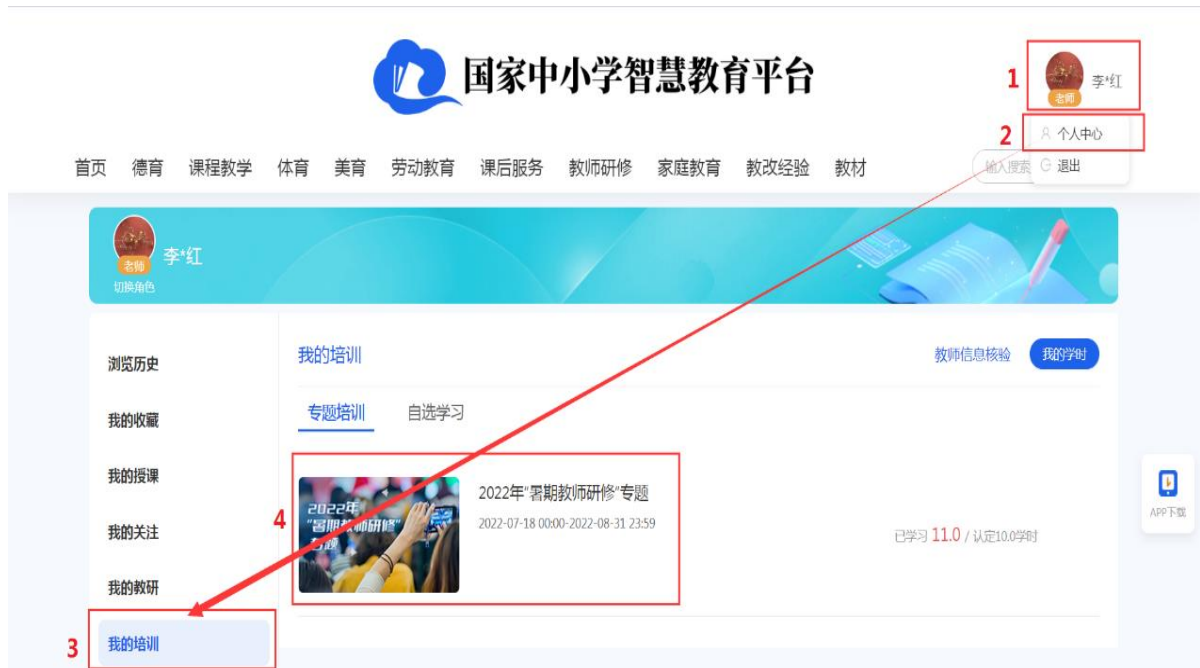 国家中小学智慧教育平台
1
李*红
老师
2
个人中心
退出
首页 德育 课程教学 体育 美育 劳动教育 课后服务 教师研修 家庭教育 教改经验 教材
输入搜索
李*红
老师
切换角色
浏览历史
我的收藏
我的授课
我的关注
我的教研
3
我的培训
我的培训
教师信息核验 我的学时
专题培训 自选学习
4
2022年
"暑期教师研修"
专题
2022年"暑期教师研修"专题
2022-07-18 00:00-2022-08-31 23:59
已学习 11.0 / 认定10.0学时
APP下载